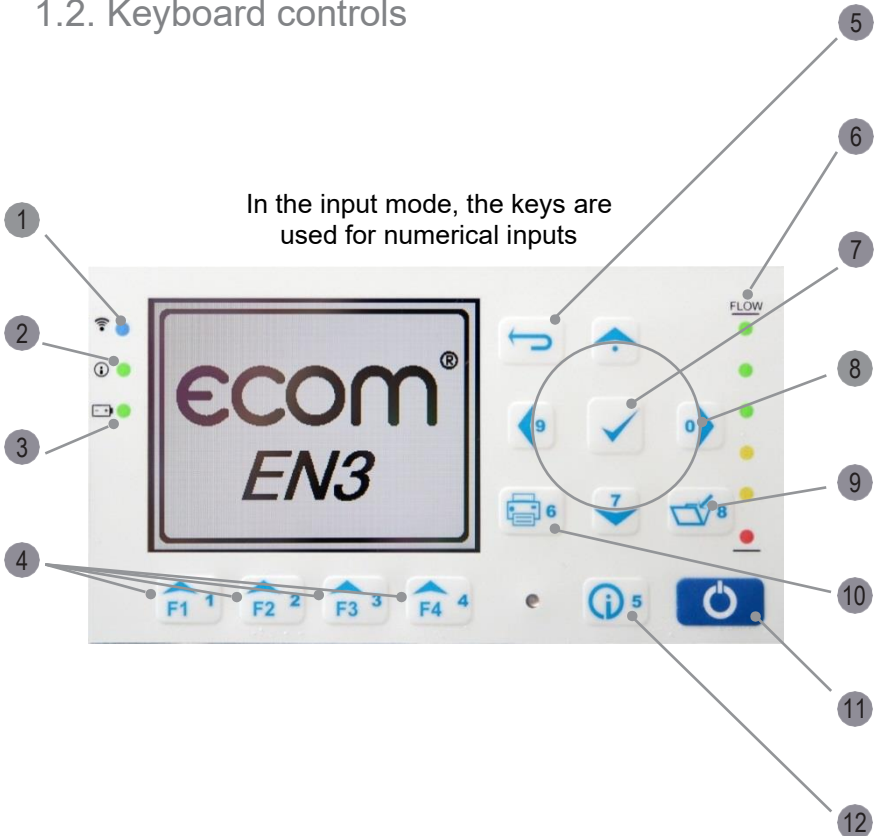 1.2. Keyboard controls
5
6
In the input mode, the keys are
used for numerical inputs
1
7
FLOW
2
ecom®
EN3
9
0
8
3
6
7
8
9
4
F1 1
F2 2
F3 3
F4 4
5
10
11
12